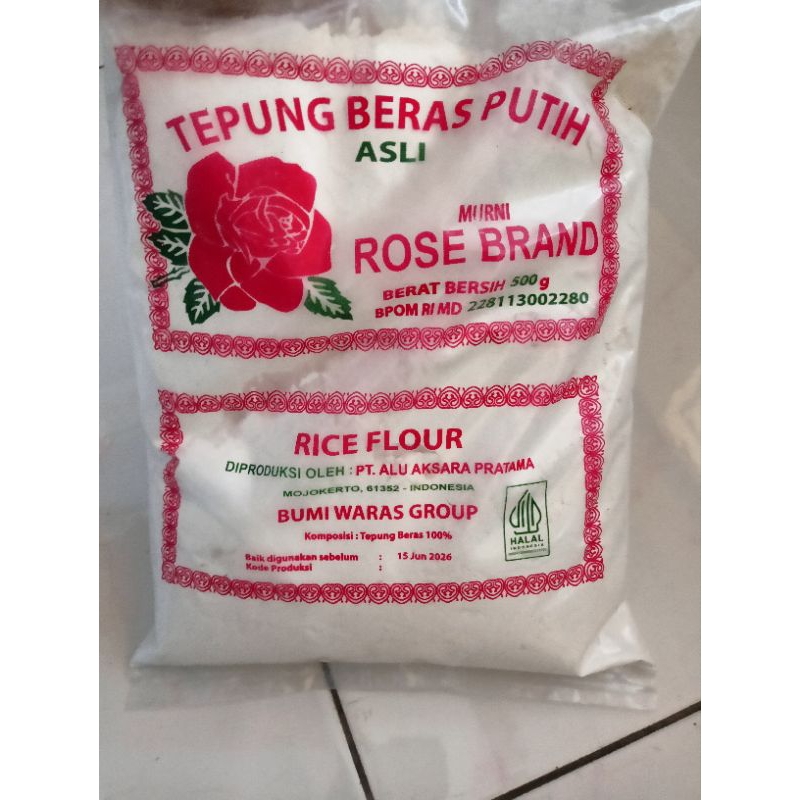 TEPUNG BERAS PUTIH
ASLI
MURNI
ROSE BRAND
BERAT BERSIH 500 g
BPOM RI MD 228113002280
RICE FLOUR
DIPRODUKSI OLEH : PT. ALU AKSARA PRATAMA
MOJOKERTO, 61352 - INDONESIA
BUMI WARAS GROUP
HALAL
INDONESIA
Komposisi : Tepung Beras 100%
Baik digunakan sebelum : 15 Jun 2026
Kode Produksi :